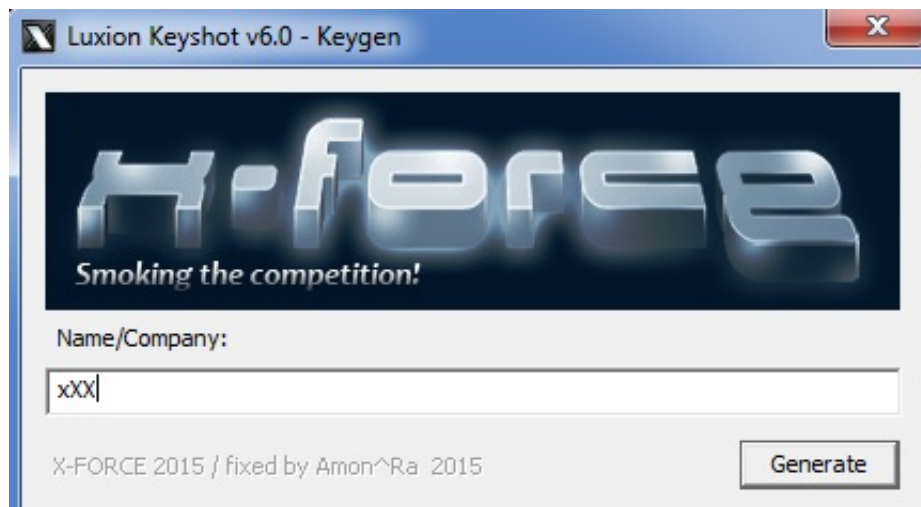 Luxion Keyshot v6.0 - Keygen
x-force
Smoking the competition!
Name/Company:
xXX
X-FORCE 2015 / fixed by Amon^Ra 2015
Generate